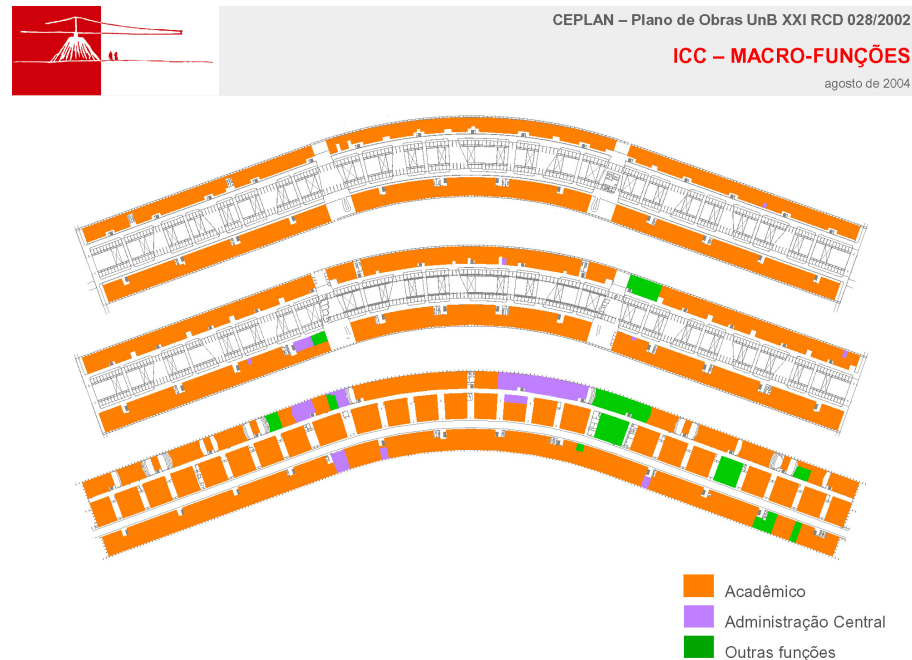 CEPLAN – Plano de Obras UnB XXI RCD 028/2002
ICC – MACRO-FUNÇÕES
agosto de 2004
Acadêmico
Administração Central
Outras funções